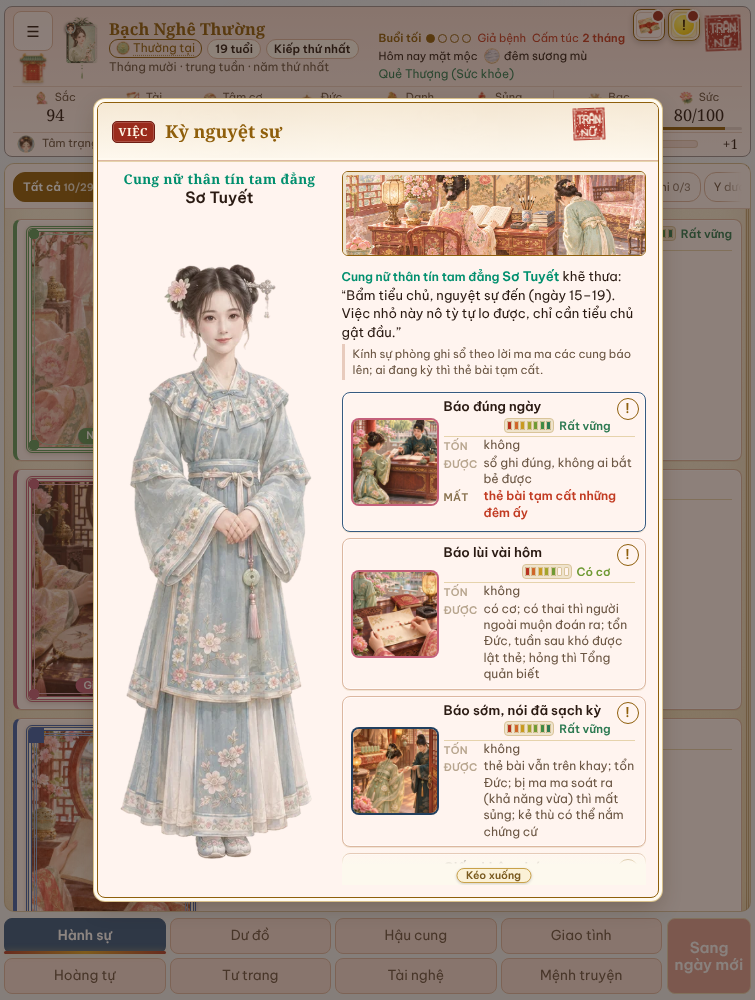 Bạch Nghê Thường
Thường tại
19 tuổi
Kiếp thứ nhất
Tháng mười · trung tuần · năm thứ nhất
Buổi tối
Giả bệnh
Cấm túc 2 tháng
Hôm nay mặt mộc
đêm sương mù
Quẻ Thượng (Sức khỏe)
!
Sắc
94
Tài
Tâm cơ
Đức
Danh
Sủng
Bạc
Sức
80/100
Tâm trạng
+1
Tất cả 10/29
0/3
Rất vững
VIỆC
Kỳ nguyệt sự
Cung nữ thân tín tam đẳng
Sơ Tuyết
Cung nữ thân tín tam đẳng Sơ Tuyết khẽ thưa:
“Bẩm tiểu chủ, nguyệt sự đến (ngày 15–19).
Việc nhỏ này nô tỳ tự lo được, chỉ cần tiểu chủ
gật đầu.”
Kính sự phòng ghi sổ theo lời ma ma các cung báo
lên; ai đang kỳ thì thẻ bài tạm cất.
Báo đúng ngày
!
Rất vững
TỐN không
ĐƯỢC sổ ghi đúng, không ai bắt
bẻ được
MẤT thẻ bài tạm cất những
đêm ấy
Báo lùi vài hôm
!
Có cơ
TỐN không
ĐƯỢC có cơ; có thai thì người
ngoài muộn đoán ra; tổn
Đức, tuần sau khó được
lật thẻ; hỏng thì Tổng
quản biết
Báo sớm, nói đã sạch kỳ
!
Rất vững
TỐN không
ĐƯỢC thẻ bài vẫn trên khay; tổn
Đức; bị ma ma soát ra
(khả năng vừa) thì mất
sủng; kẻ thù có thể nắm
chứng cứ
Kéo xuống
Hành sự
Dư đồ
Hậu cung
Giao tình
Hoàng tự
Tư trang
Tài nghệ
Mệnh truyện
Sang
ngày mới